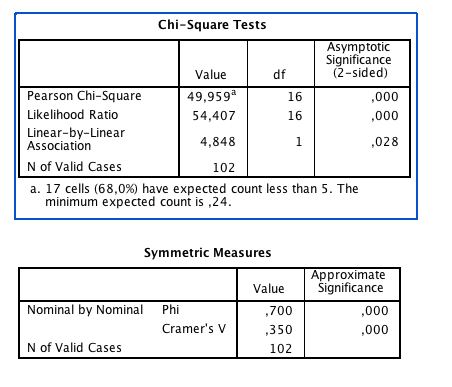 Chi-Square Tests
Value df Asymptotic Significance (2-sided)
Pearson Chi-Square 49,959a 16 ,000
Likelihood Ratio 54,407 16 ,000
Linear-by-Linear Association 4,848 1 ,028
N of Valid Cases 102
a. 17 cells (68,0%) have expected count less than 5. The
minimum expected count is ,24.
Symmetric Measures
Value Approximate Significance
Nominal by Nominal Phi ,700 ,000
Cramer's V ,350 ,000
N of Valid Cases 102